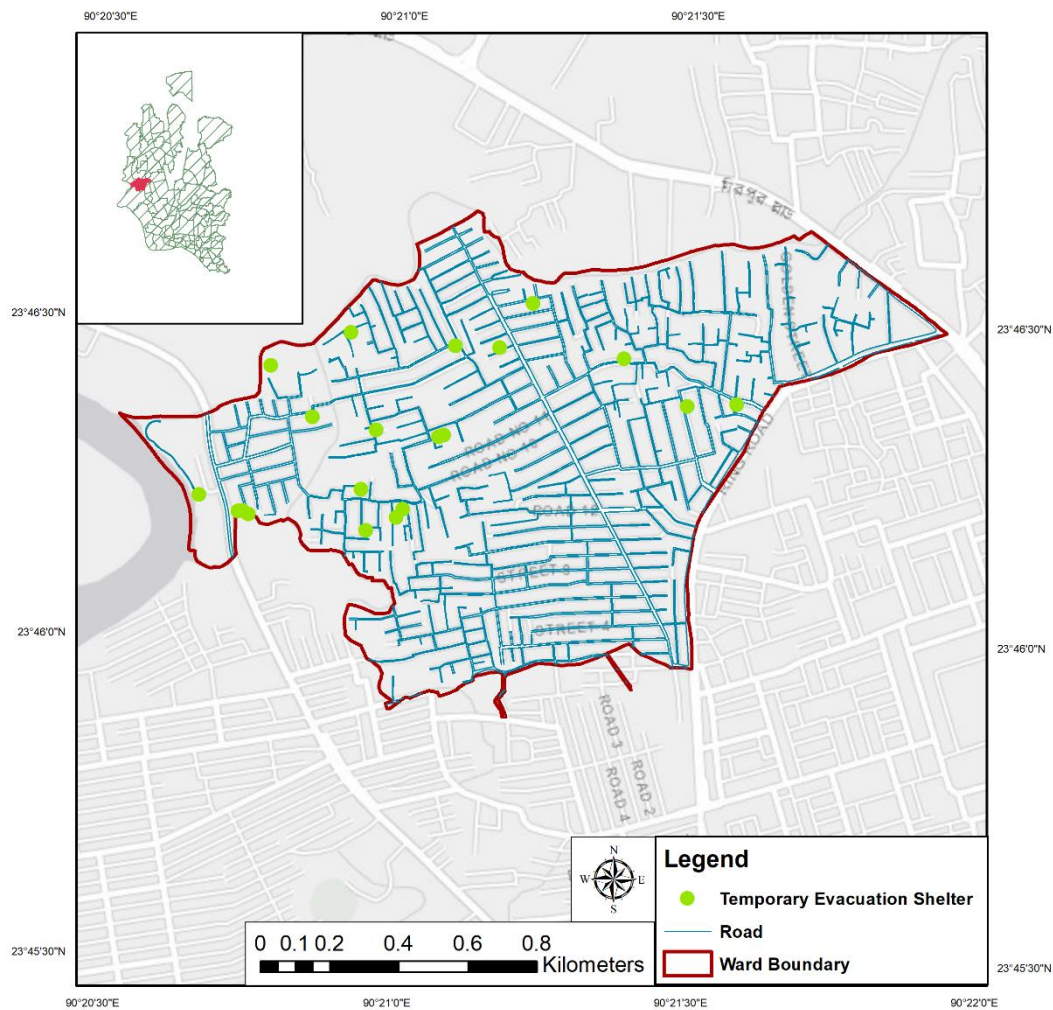 90°20'30"E
90°21'0"E
90°21'30"E
23°46'30"N
23°46'30"N
মিরপুর রোড
GOLDEN STREET
RING ROAD
ROAD NO 11
ROAD NO 10
ROAD 12
STREET 9
STREET 4
23°46'0"N
23°46'0"N
ROAD 3
ROAD 2
ROAD 4
N
W
E
S
Legend
Temporary Evacuation Shelter
Road
Ward Boundary
0 0.1 0.2 0.4 0.6 0.8
Kilometers
23°45'30"N
23°45'30"N
90°20'30"E
90°21'0"E
90°21'30"E
90°22'0"E